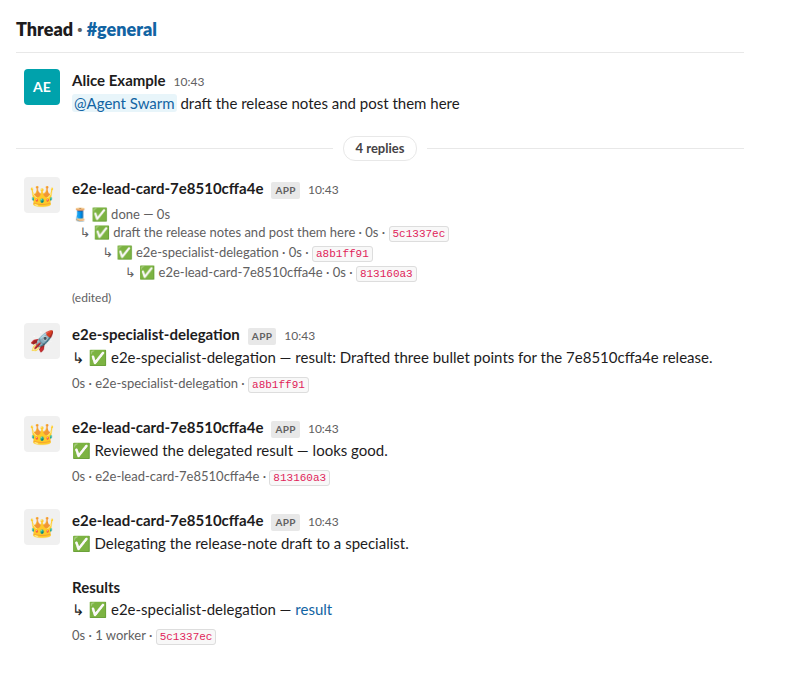 Thread • #general
AE
Alice Example 10:43
@Agent Swarm draft the release notes and post them here
4 replies
e2e-lead-card-7e8510cffa4e APP 10:43
🧵 ✅ done — 0s
↳ ✅ draft the release notes and post them here · 0s · 5c1337ec
↳ ✅ e2e-specialist-delegation · 0s · a8b1ff91
↳ ✅ e2e-lead-card-7e8510cffa4e · 0s · 813160a3
(edited)
e2e-specialist-delegation APP 10:43
↳ ✅ e2e-specialist-delegation — result: Drafted three bullet points for the 7e8510cffa4e release.
0s · e2e-specialist-delegation · a8b1ff91
e2e-lead-card-7e8510cffa4e APP 10:43
✅ Reviewed the delegated result — looks good.
0s · e2e-lead-card-7e8510cffa4e · 813160a3
e2e-lead-card-7e8510cffa4e APP 10:43
✅ Delegating the release-note draft to a specialist.
Results
↳ ✅ e2e-specialist-delegation — result
0s · 1 worker · 5c1337ec